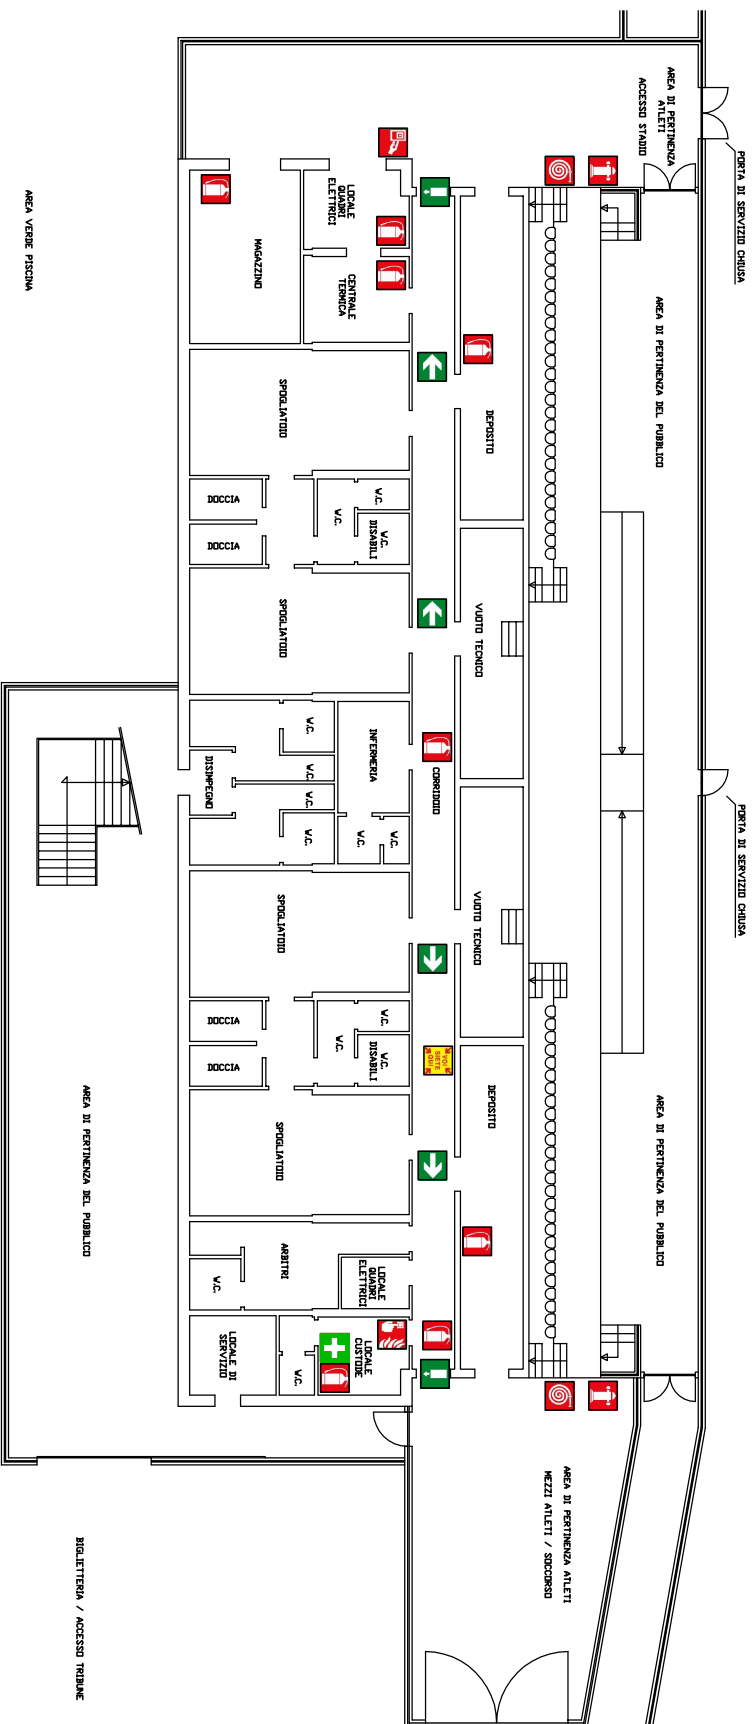 PORTA DI SERVIZIO CHIUSA
PORTA DI SERVIZIO CHIUSA
AREA DI PERTINENZA
ATLETI
ACCESSO STADIO
AREA DI PERTINENZA DEL PUBBLICO
AREA DI PERTINENZA DEL PUBBLICO
AREA DI PERTINENZA ATLETI
MEZZI ATLETI / SOCCORSO
DEPOSITO
VUOTO TECNICO
VUOTO TECNICO
DEPOSITO
CORRIDOIO
VOI
SIETE
QUI
LOCALE
QUADRI
ELETTRICI
CENTRALE
TERMICA
W.C.
W.C.
DISABILI
W.C.
INFERMERIA
W.C.
W.C.
W.C.
W.C.
DISABILI
W.C.
LOCALE
QUADRI
ELETTRICI
LOCALE
CUSTODE
W.C.
W.C.
W.C.
W.C.
MAGAZZINO
SPOGLIATOIO
SPOGLIATOIO
SPOGLIATOIO
SPOGLIATOIO
ARBITRI
W.C.
DOCCIA
DOCCIA
DISIMPEGNO
DOCCIA
DOCCIA
W.C.
LOCALE DI
SERVIZIO
AREA VERDE PISCINA
AREA DI PERTINENZA DEL PUBBLICO
BIGLIETTERIA / ACCESSO TRIBUNE